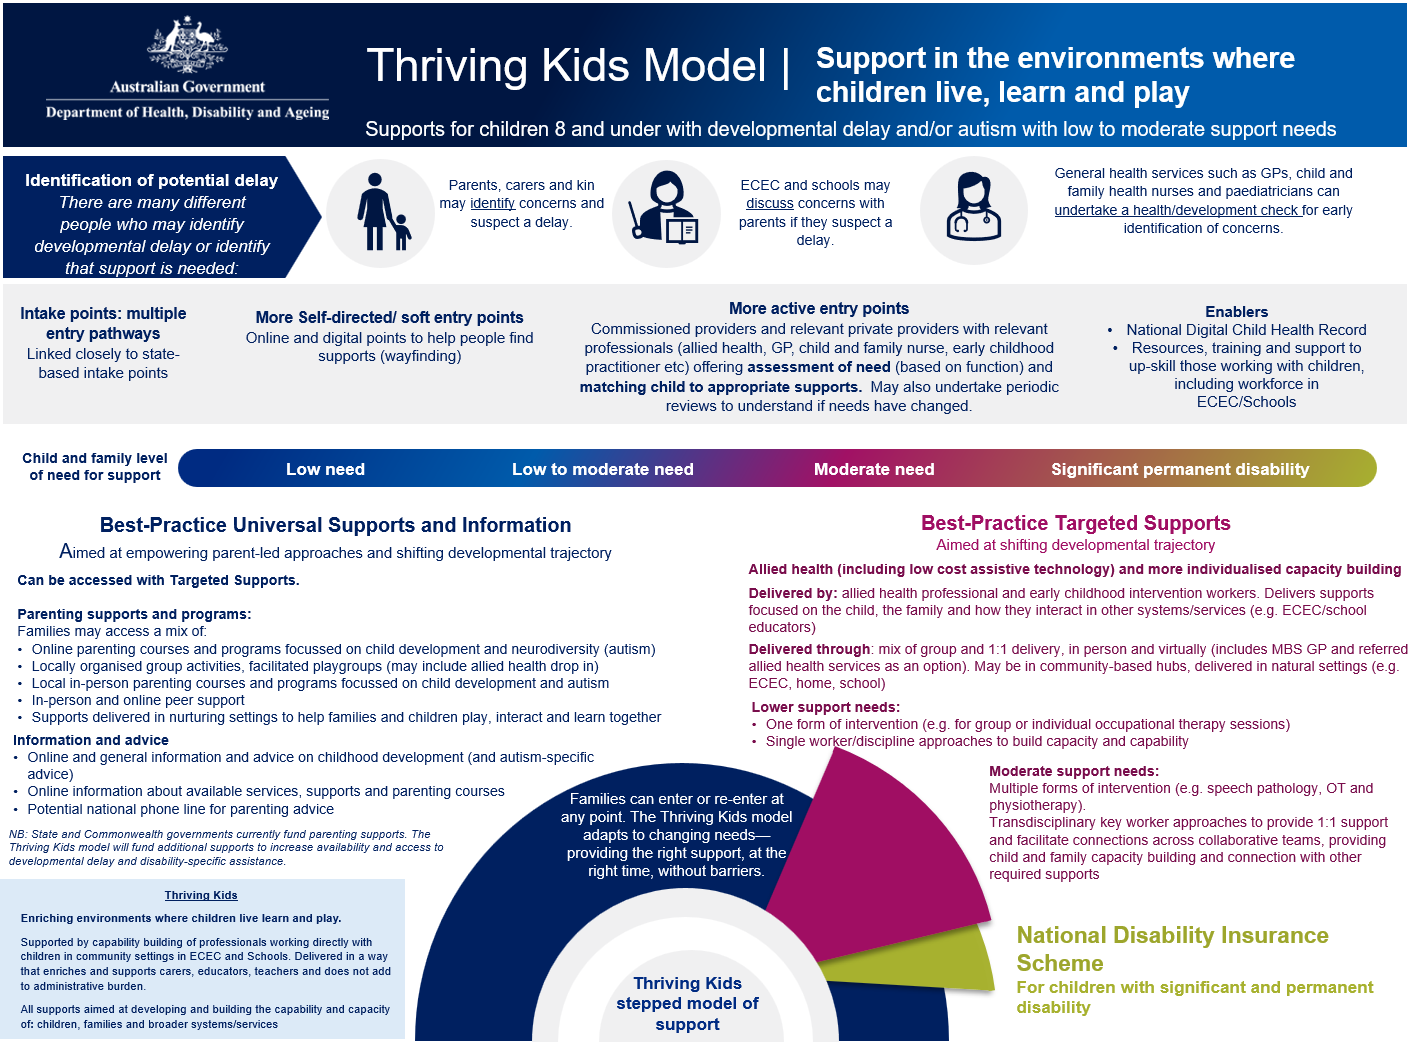 Australian Government
Department of Health, Disability and Ageing
Thriving Kids Model |
Support in the environments where
children live, learn and play
Supports for children 8 and under with developmental delay and/or autism with low to moderate support needs
Identification of potential delay
There are many different
people who may identify
developmental delay or identify
that support is needed:
Parents, carers and kin
may identify concerns and
suspect a delay.
ECEC and schools may
discuss concerns with
parents if they suspect a
delay.
General health services such as GPs, child and
family health nurses and paediatricians can
undertake a health/development check for early
identification of concerns.
Intake points: multiple
entry pathways
Linked closely to state-
based intake points
More Self-directed/ soft entry points
Online and digital points to help people find
supports (wayfinding)
More active entry points
Commissioned providers and relevant private providers with relevant
professionals (allied health, GP, child and family nurse, early childhood
practitioner etc) offering assessment of need (based on function) and
matching child to appropriate supports. May also undertake periodic
reviews to understand if needs have changed.
Enablers
• National Digital Child Health Record
• Resources, training and support to
up-skill those working with children,
including workforce in
ECEC/Schools
Child and family level
of need for support
Low need
Low to moderate need
Moderate need
Significant permanent disability
Best-Practice Universal Supports and Information
Aimed at empowering parent-led approaches and shifting developmental trajectory
Can be accessed with Targeted Supports.
Parenting supports and programs:
Families may access a mix of:
• Online parenting courses and programs focussed on child development and neurodiversity (autism)
• Locally organised group activities, facilitated playgroups (may include allied health drop in)
• Local in-person parenting courses and programs focussed on child development and autism
• In-person and online peer support
• Supports delivered in nurturing settings to help families and children play, interact and learn together
Information and advice
• Online and general information and advice on childhood development (and autism-specific
advice)
• Online information about available services, supports and parenting courses
• Potential national phone line for parenting advice
NB: State and Commonwealth governments currently fund parenting supports. The
Thriving Kids model will fund additional supports to increase availability and access to
developmental delay and disability-specific assistance.
Thriving Kids
Enriching environments where children live learn and play.
Supported by capability building of professionals working directly with
children in community settings in ECEC and Schools. Delivered in a way
that enriches and supports carers, educators, teachers and does not add
to administrative burden.
All supports aimed at developing and building the capability and capacity
of: children, families and broader systems/services
Best-Practice Targeted Supports
Aimed at shifting developmental trajectory
Allied health (including low cost assistive technology) and more individualised capacity building
Delivered by: allied health professional and early childhood intervention workers. Delivers supports
focused on the child, the family and how they interact in other systems/services (e.g. ECEC/school
educators)
Delivered through: mix of group and 1:1 delivery, in person and virtually (includes MBS GP and referred
allied health services as an option). May be in community-based hubs, delivered in natural settings (e.g.
ECEC, home, school)
Lower support needs:
• One form of intervention (e.g. for group or individual occupational therapy sessions)
• Single worker/discipline approaches to build capacity and capability
Moderate support needs:
Multiple forms of intervention (e.g. speech pathology, OT and
physiotherapy).
Transdisciplinary key worker approaches to provide 1:1 support
and facilitate connections across collaborative teams, providing
child and family capacity building and connection with other
required supports
Families can enter or re-enter at
any point. The Thriving Kids model
adapts to changing needs—
providing the right support, at the
right time, without barriers.
Thriving Kids
stepped model of
support
National Disability Insurance
Scheme
For children with significant and permanent
disability